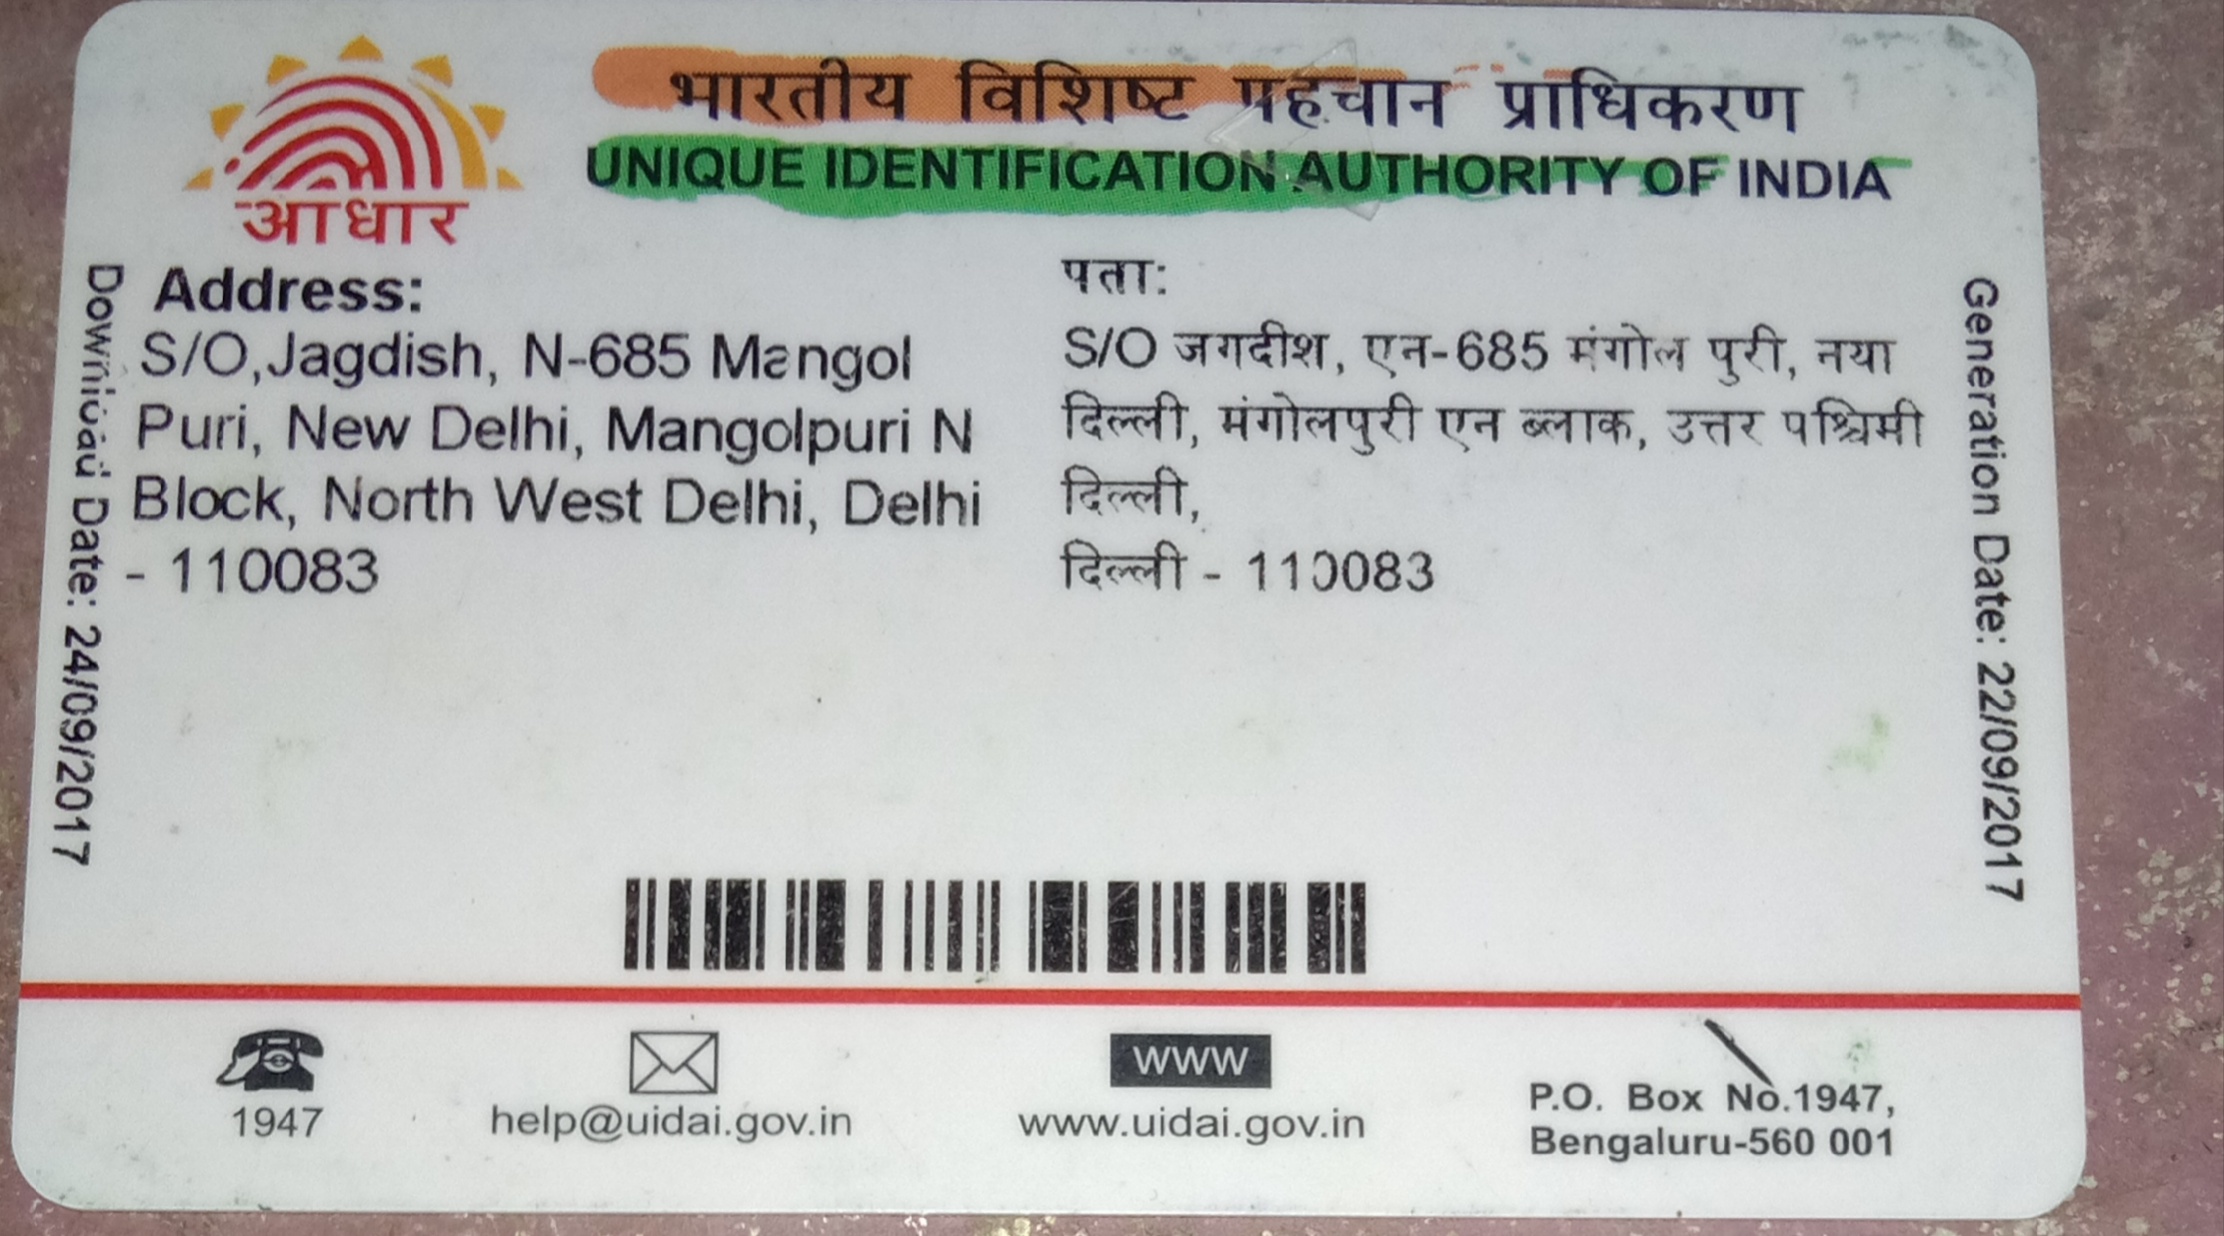 भारतीय विशिष्ट पहचान प्राधिकरण
UNIQUE IDENTIFICATION AUTHORITY OF INDIA
आधार
Address:
S/O,Jagdish, N-685 Mangol
Puri, New Delhi, Mangolpuri N
Block, North West Delhi, Delhi
- 110083
पता:
S/O जगदीश, एन-685 मंगोल पुरी, नया
दिल्ली, मंगोलपुरी एन ब्लाक, उत्तर पश्चिमी
दिल्ली,
दिल्ली - 110083
Download Date: 24/09/2017
Generation Date: 22/09/2017
1947
help@uidai.gov.in
www
www.uidai.gov.in
P.O. Box No.1947,
Bengaluru-560 001